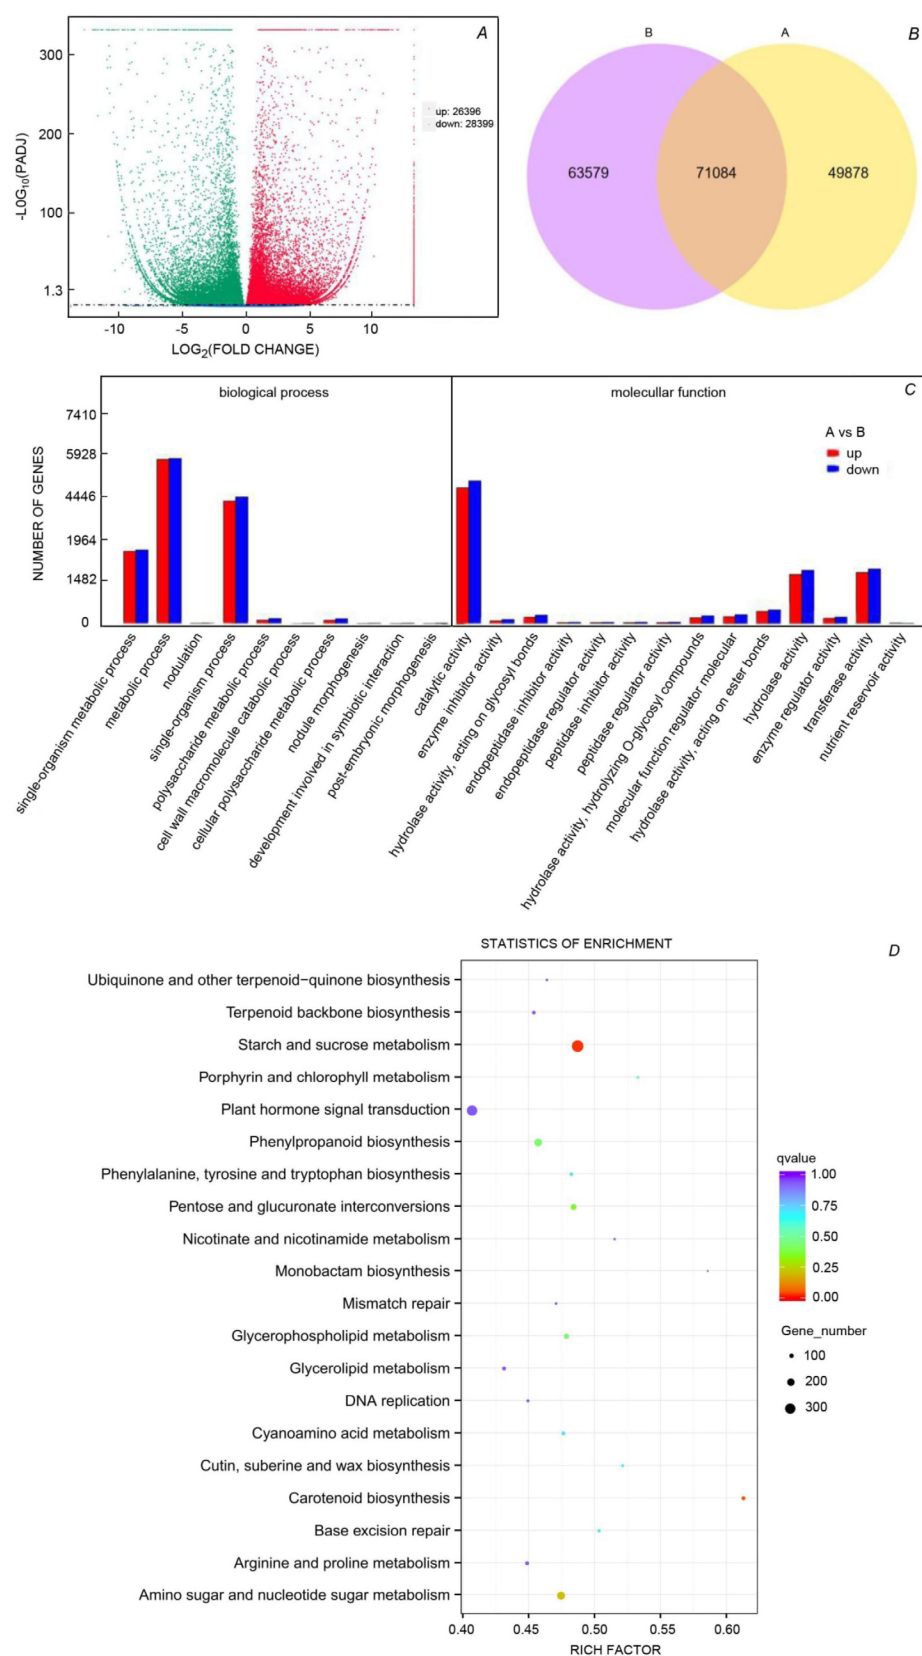 A
300
200
100
1.3
-LOG10(PADJ)
up: 26396
down: 28399
-10 -5 0 5 10
LOG2(FOLD CHANGE)
B A B
63579 71084 49878
biological process molecullar function C
NUMBER OF GENES
7410
5928
4446
1964
1482
0
A vs B
up
down
single-organism metabolic process
metabolic process
nodulation
single-organism process
polysaccharide metabolic process
cell wall macromolecule catabolic process
cellular polysaccharide metabolic process
nodule morphogenesis
development involved in symbiotic interaction
post-embryonic morphogenesis
catalytic activity
enzyme inhibitor activity
hydrolase activity, acting on glycosyl bonds
endopeptidase inhibitor activity
endopeptidase regulator activity
peptidase inhibitor activity
peptidase regulator activity
hydrolase activity, hydrolyzing O-glycosyl compounds
molecular function regulator molecular
hydrolase activity, acting on ester bonds
hydrolase activity
enzyme regulator activity
transferase activity
nutrient reservoir activity
STATISTICS OF ENRICHMENT D
Ubiquinone and other terpenoid−quinone biosynthesis
Terpenoid backbone biosynthesis
Starch and sucrose metabolism
Porphyrin and chlorophyll metabolism
Plant hormone signal transduction
Phenylpropanoid biosynthesis
Phenylalanine, tyrosine and tryptophan biosynthesis
Pentose and glucuronate interconversions
Nicotinate and nicotinamide metabolism
Monobactam biosynthesis
Mismatch repair
Glycerophospholipid metabolism
Glycerolipid metabolism
DNA replication
Cyanoamino acid metabolism
Cutin, suberine and wax biosynthesis
Carotenoid biosynthesis
Base excision repair
Arginine and proline metabolism
Amino sugar and nucleotide sugar metabolism
qvalue
1.00
0.75
0.50
0.25
0.00
Gene_number
100
200
300
0.40 0.45 0.50 0.55 0.60
RICH FACTOR